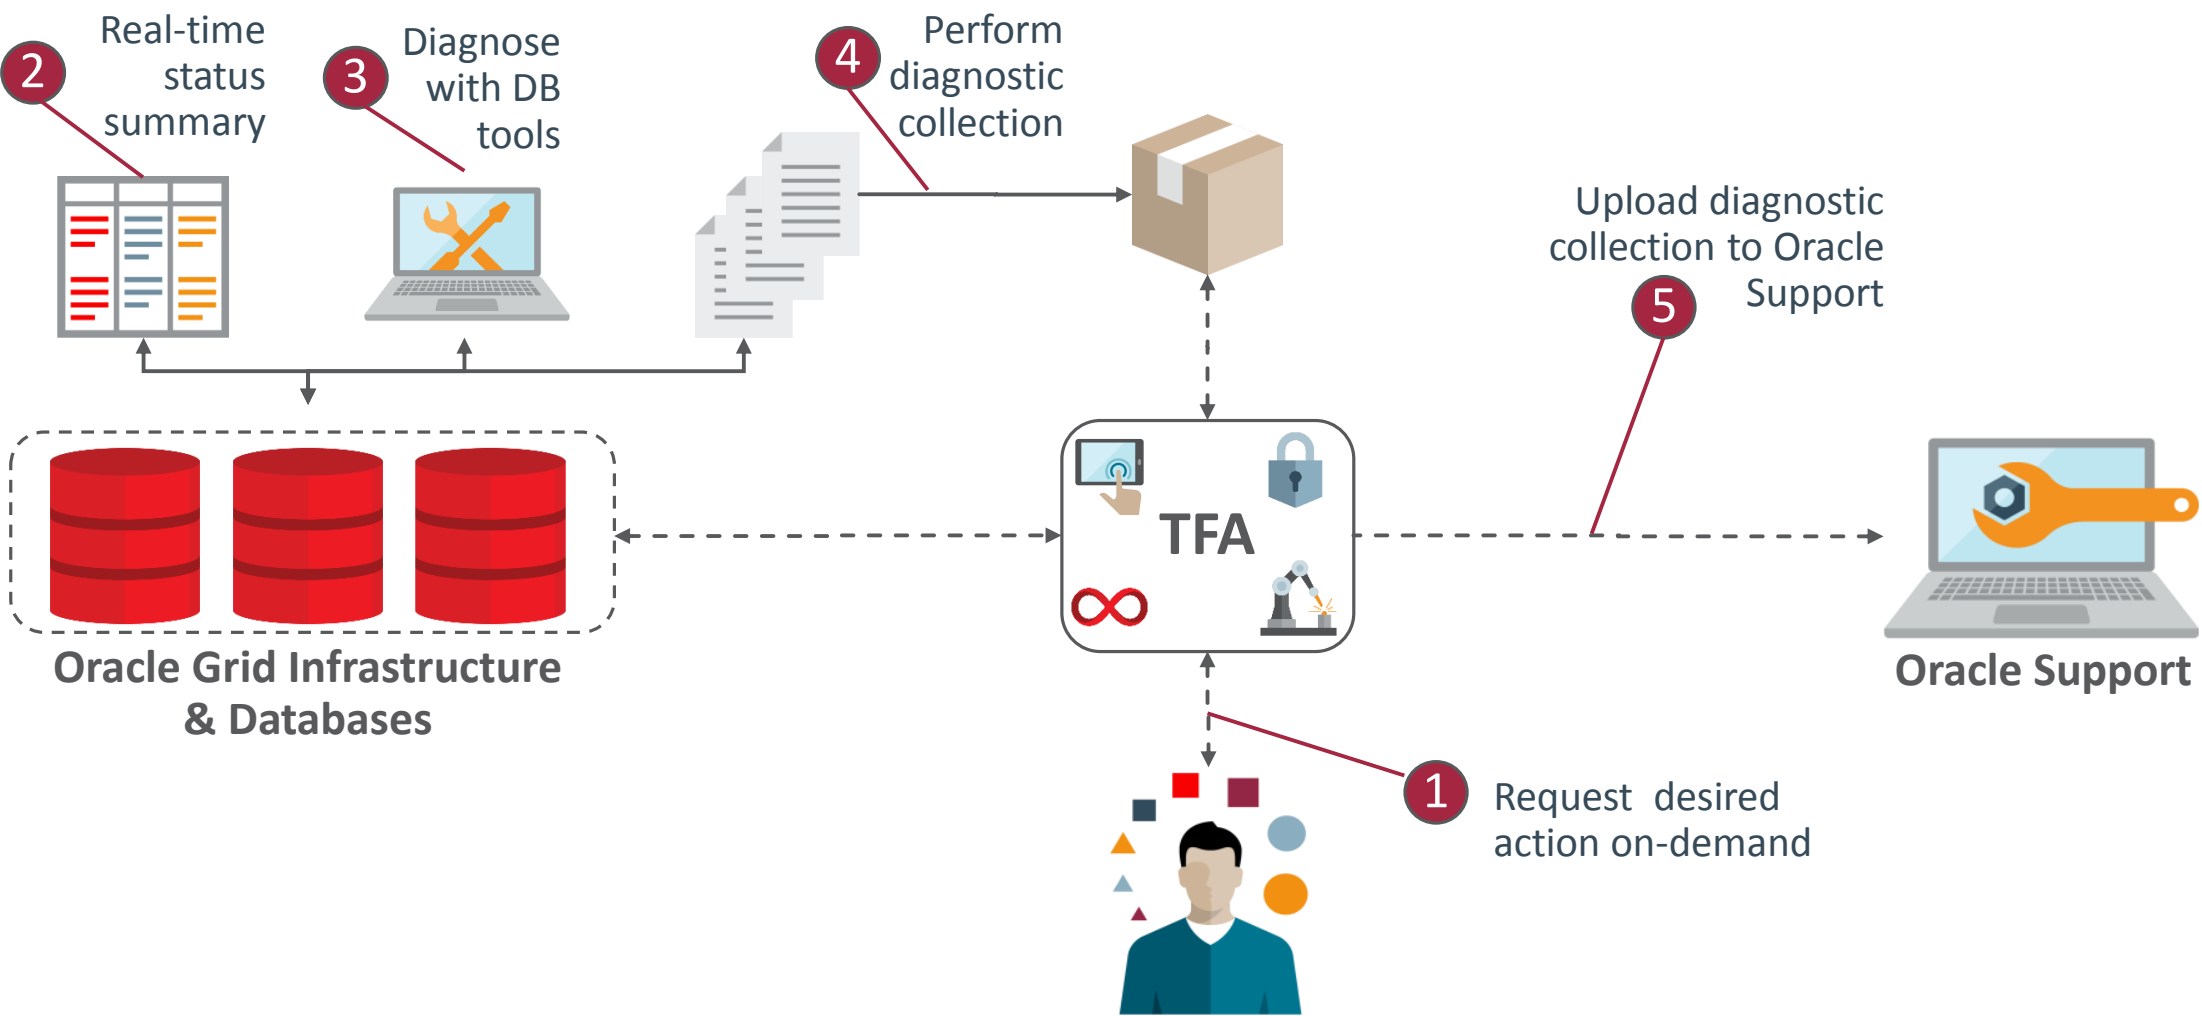 2
Real-time
status
summary
3
Diagnose
with DB
tools
4
Perform
diagnostic
collection
Upload diagnostic
collection to Oracle
Support
5
TFA
Oracle Grid Infrastructure
& Databases
Oracle Support
1
Request desired
action on-demand